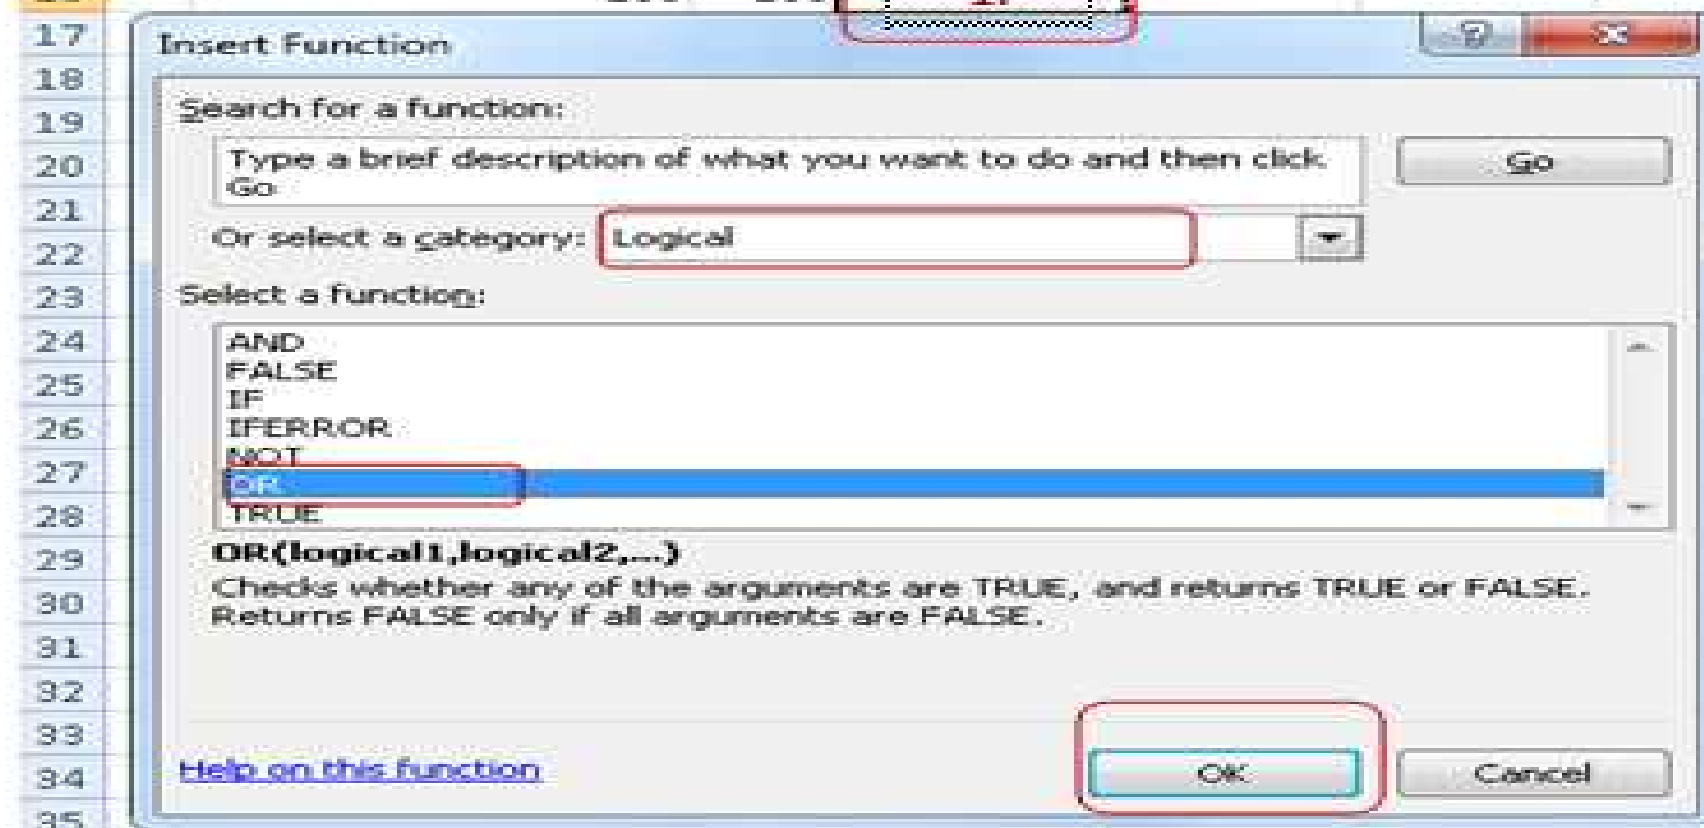 17
Insert Function
18
Search for a function:
19
20
Type a brief description of what you want to do and then click
Go
Go
21
Or select a category: Logical
22
23
Select a function:
24
AND
25
FALSE
IF
26
IFERROR
NOT
27
OR
28
TRUE
29
OR(logical1,logical2,...)
30
Checks whether any of the arguments are TRUE, and returns TRUE or FALSE.
Returns FALSE only if all arguments are FALSE.
31
32
33
34
Help on this function
OK
Cancel
35